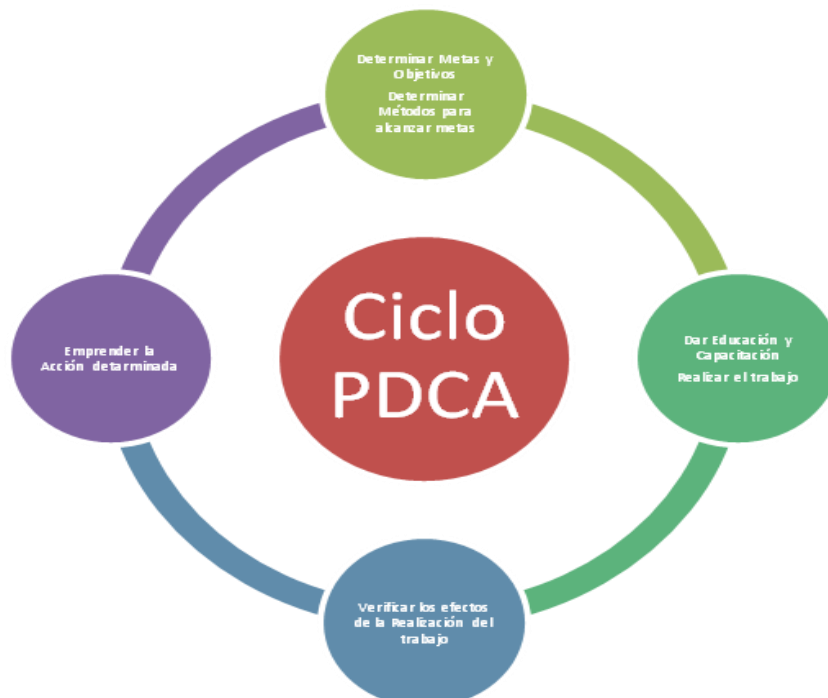 Determinar Metas y
Objetivos
Determinar
Métodos para
alcanzar metas
Ciclo
PDCA
Dar Educación y
Capacitación
Realizar el trabajo
Emprender la
Acción detarminada
Verificar los efectos
de la Realización del
trabajo